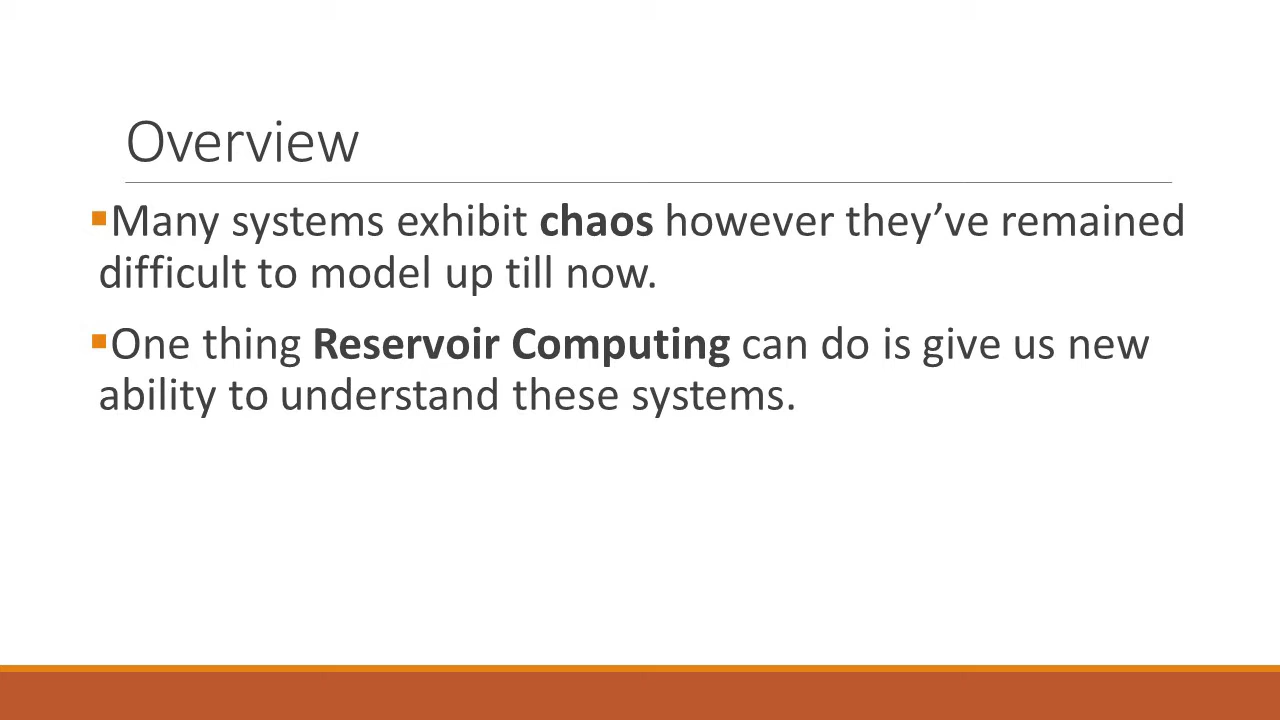 Overview
▪Many systems exhibit chaos however they’ve remained
difficult to model up till now.
▪One thing Reservoir Computing can do is give us new
ability to understand these systems.